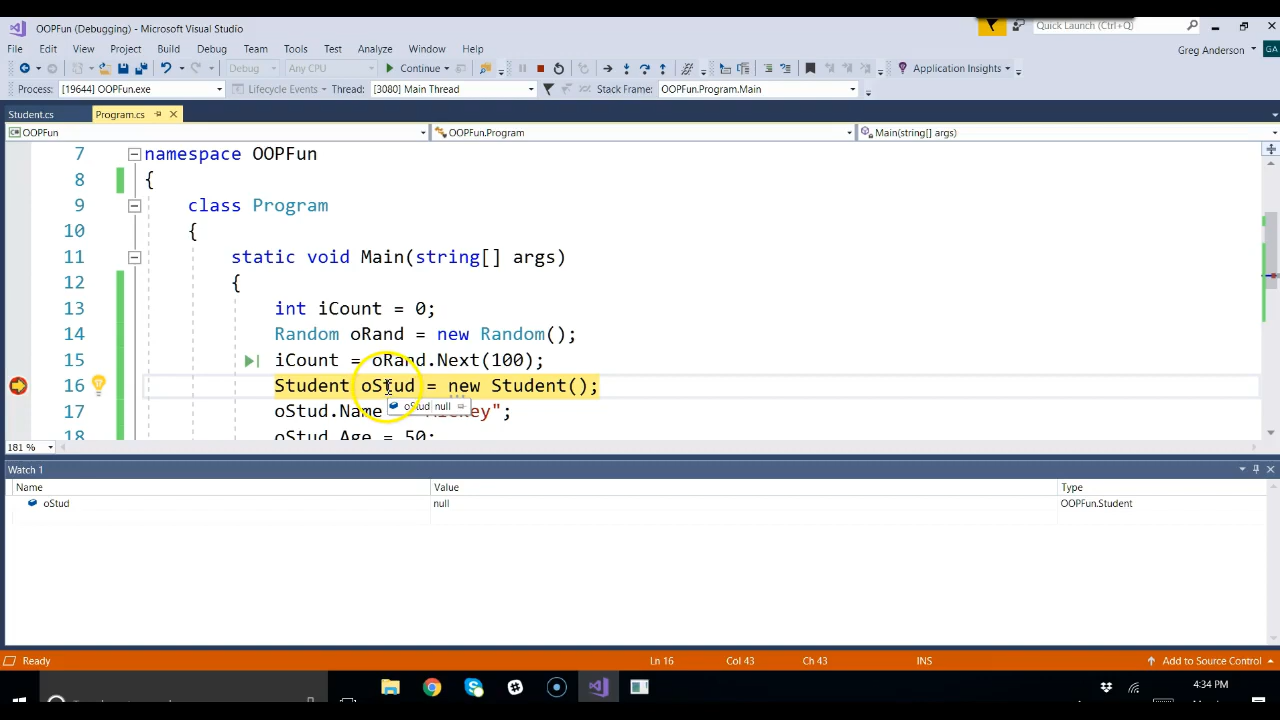 OOPFun (Debugging) - Microsoft Visual Studio
Quick Launch (Ctrl+Q)
File Edit View Project Build Debug Team Tools Test Analyze Window Help
Greg Anderson
GA
Debug Any CPU Continue Application Insights
Process: [19644] OOPFun.exe Lifecycle Events Thread: [3080] Main Thread Stack Frame: OOPFun.Program.Main
Student.cs Program.cs
OOPFun OOPFun.Program Main(string[] args)
7 namespace OOPFun
8 {
9 class Program
10 {
11 static void Main(string[] args)
12 {
13 int iCount = 0;
14 Random oRand = new Random();
15 iCount = oRand.Next(100);
16 Student oStud = new Student();
17 oStud.Name
oStud null
18 oStud.Age = 50;
181 %
Watch 1
Name Value Type
oStud null OOPFun.Student
Ready Ln 16 Col 43 Ch 43 INS Add to Source Control
4:34 PM